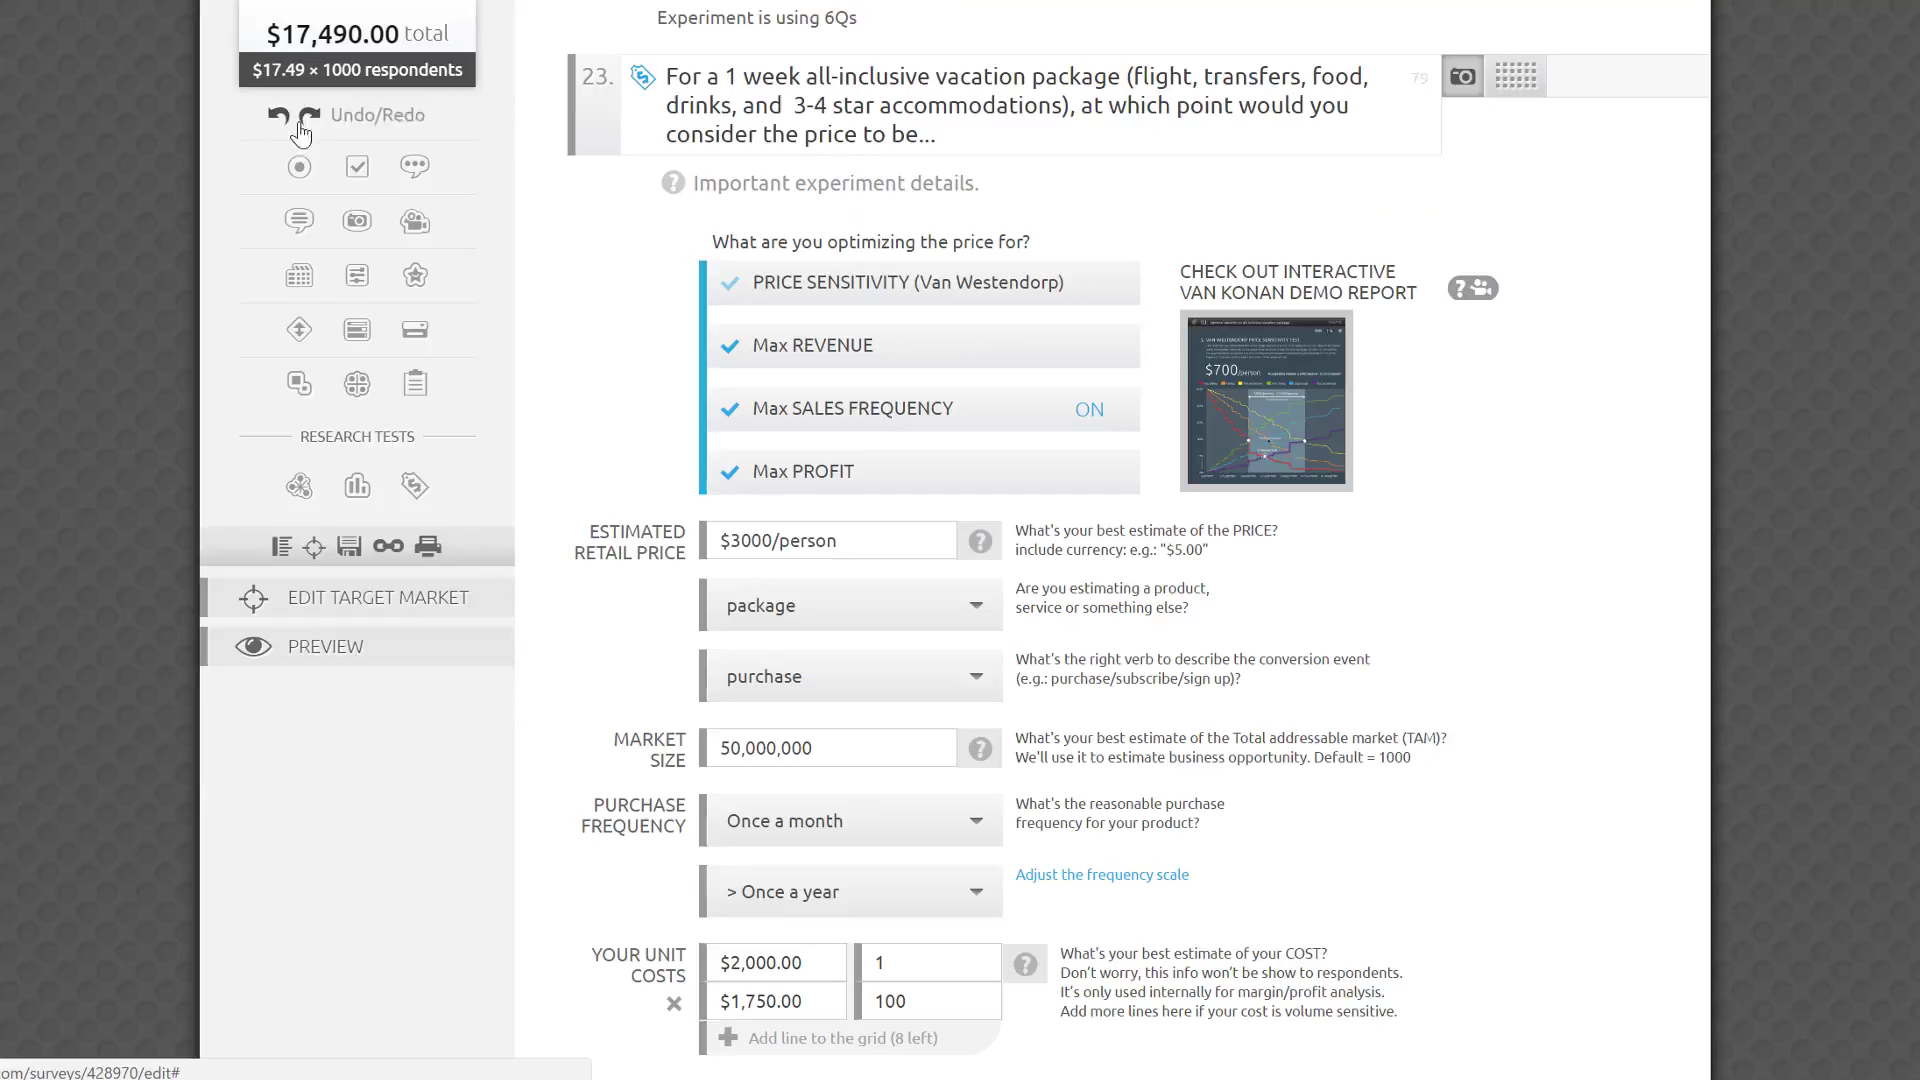 $17,490.00 total
$17.49 × 1000 respondents
Undo/Redo
RESEARCH TESTS
EDIT TARGET MARKET
PREVIEW
com/surveys/428970/edit#
Experiment is using 6Qs
23.
For a 1 week all-inclusive vacation package (flight, transfers, food,
drinks, and 3-4 star accommodations), at which point would you
consider the price to be...
79
? Important experiment details.
What are you optimizing the price for?
PRICE SENSITIVITY (Van Westendorp)
Max REVENUE
Max SALES FREQUENCY ON
Max PROFIT
CHECK OUT INTERACTIVE
VAN KONAN DEMO REPORT
?
$700/person
ESTIMATED
RETAIL PRICE
$3000/person
?
What's your best estimate of the PRICE?
include currency: e.g.: "$5.00"
package
Are you estimating a product,
service or something else?
purchase
What's the right verb to describe the conversion event
(e.g.: purchase/subscribe/sign up)?
MARKET
SIZE
50,000,000
?
What's your best estimate of the Total addressable market (TAM)?
We'll use it to estimate business opportunity. Default = 1000
PURCHASE
FREQUENCY
Once a month
What's the reasonable purchase
frequency for your product?
> Once a year
Adjust the frequency scale
YOUR UNIT
COSTS
$2,000.00 1
?
$1,750.00 100
What's your best estimate of your COST?
Don't worry, this info won't be show to respondents.
It's only used internally for margin/profit analysis.
Add more lines here if your cost is volume sensitive.
Add line to the grid (8 left)